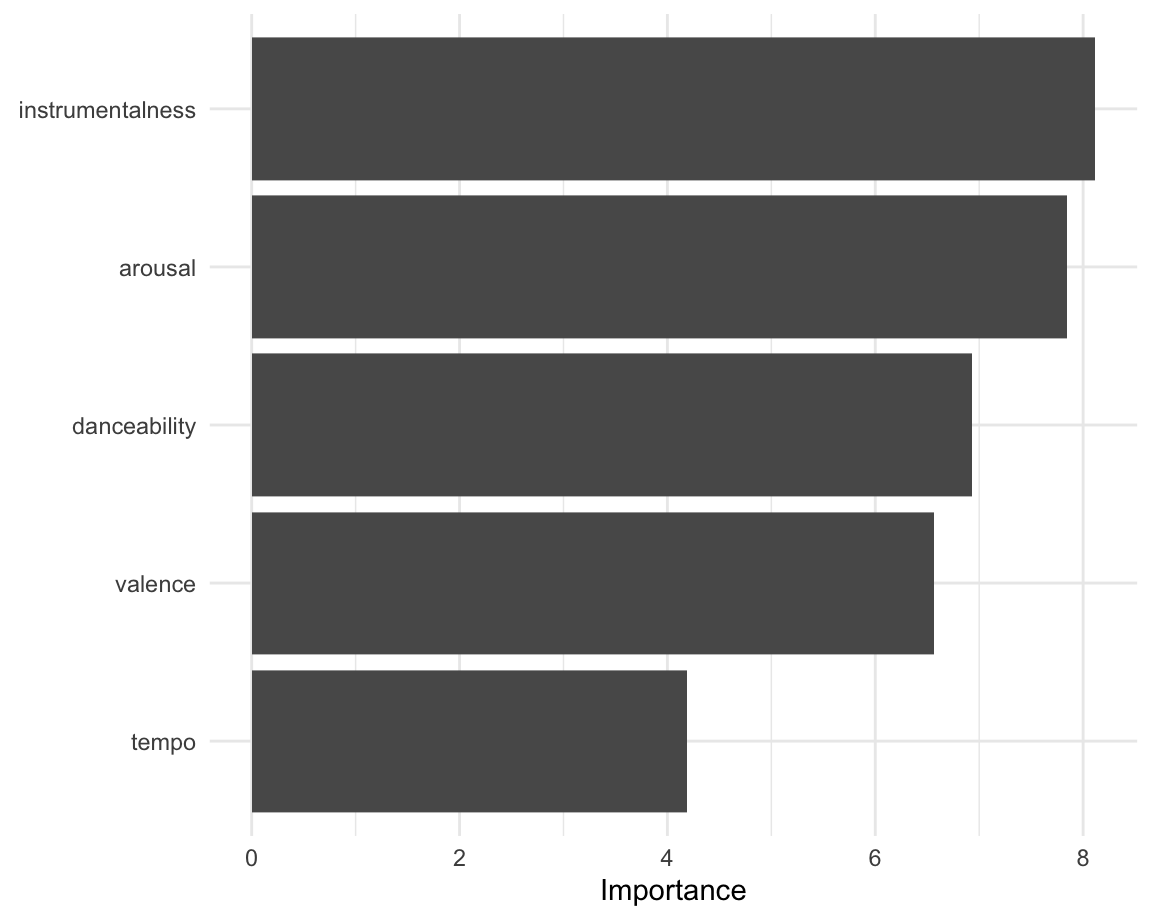 instrumentalness
arousal
danceability
valence
tempo
0 2 4 6 8
Importance